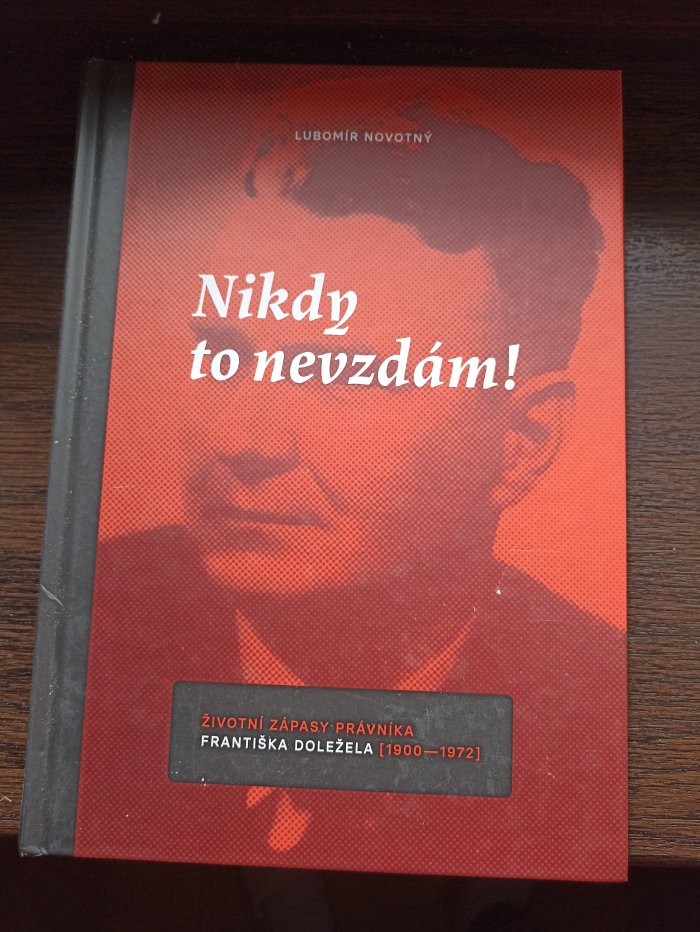 LUBOMÍR NOVOTNÝ
Nikdy
to nevzdám!
ŽIVOTNÍ ZÁPASY PRÁVNÍKA
FRANTIŠKA DOLEŽELA [1900—1972]